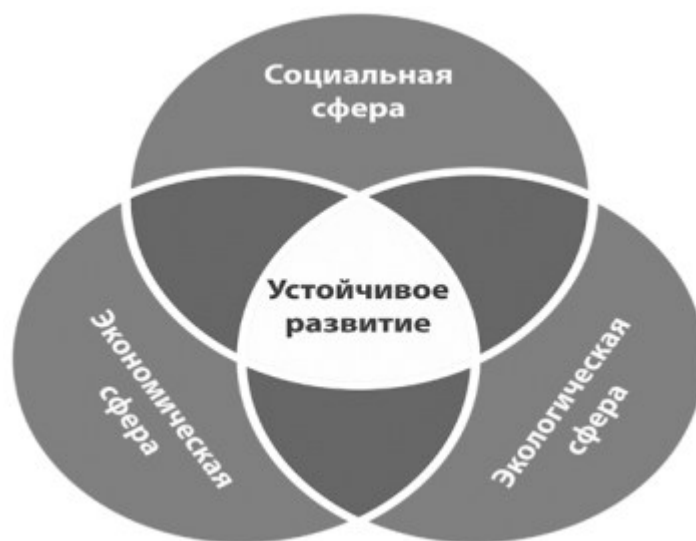 Социальная
сфера
Устойчивое
развитие
Экономическая
сфера
Экологическая
сфера